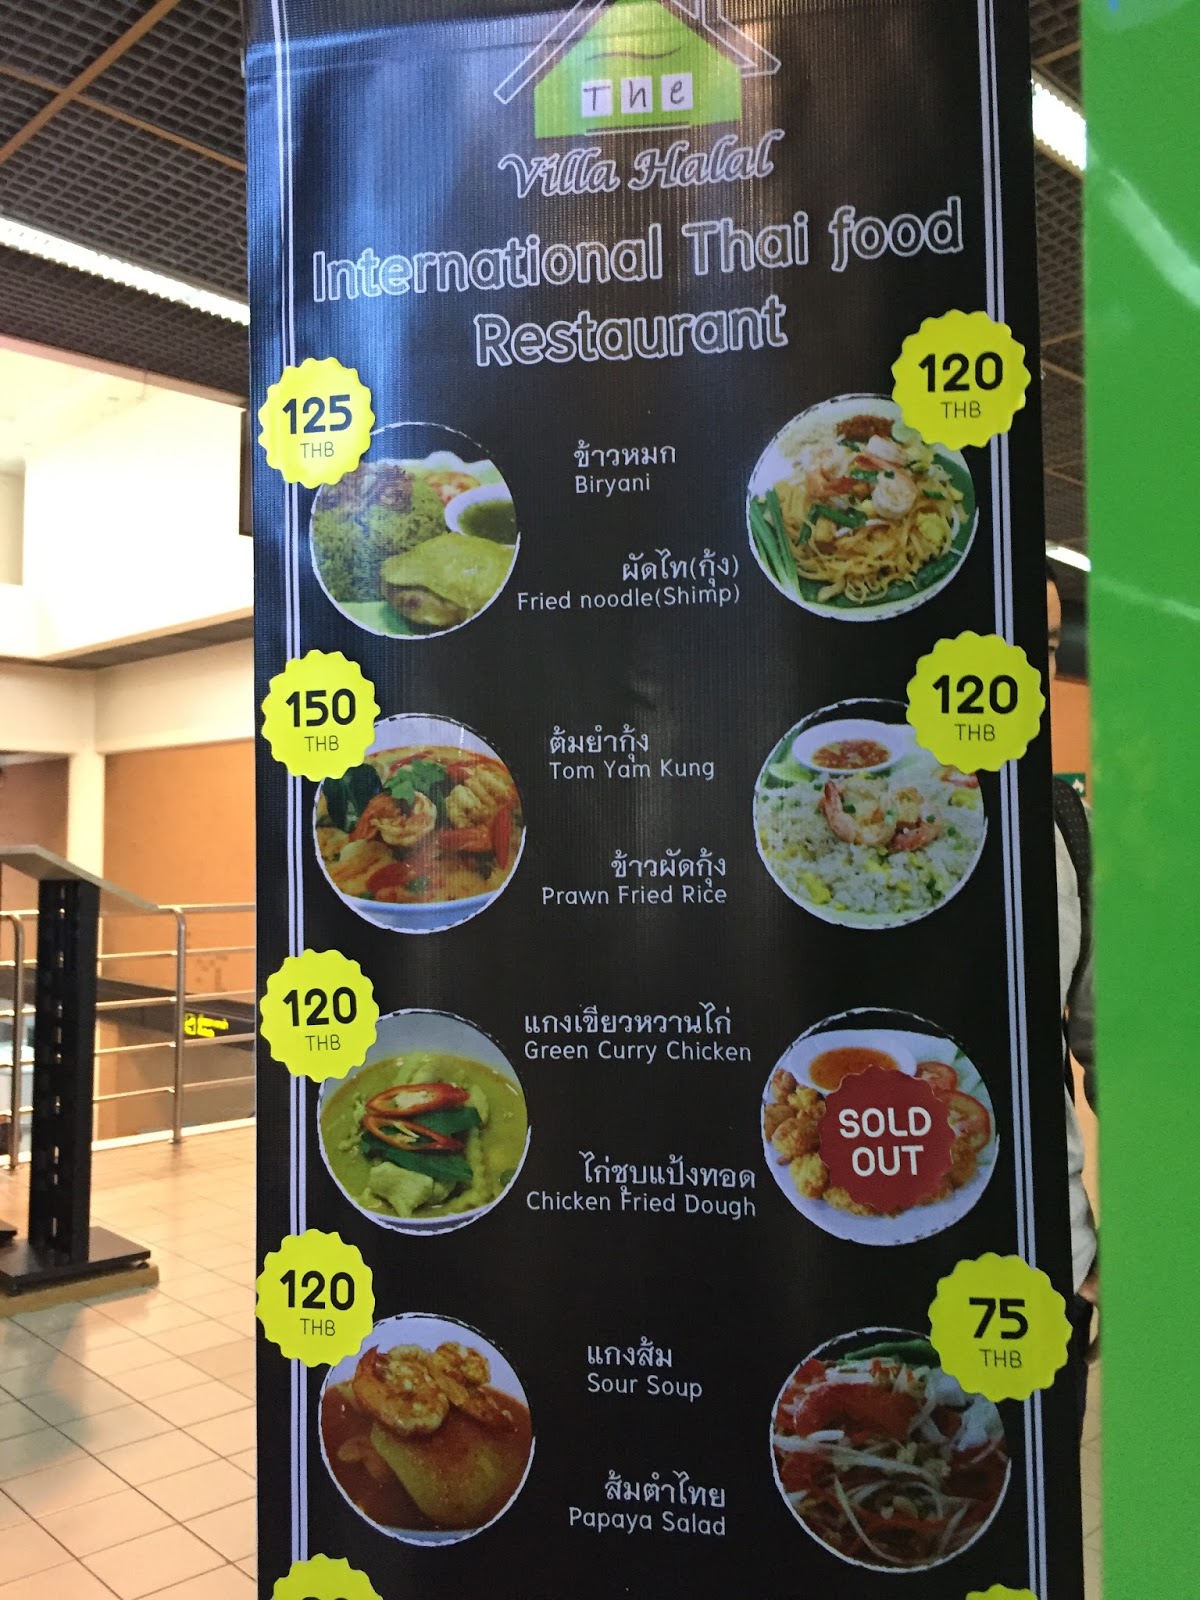 The
Villa Halal
International Thai food
Restaurant
125
THB
120
THB
ข้าวหมก
Biryani
ผัดไท(กุ้ง)
Fried noodle(Shimp)
150
THB
120
THB
ต้มยำกุ้ง
Tom Yam Kung
ข้าวผัดกุ้ง
Prawn Fried Rice
120
THB
แกงเขียวหวานไก่
Green Curry Chicken
SOLD
OUT
ไก่ชุบแป้งทอด
Chicken Fried Dough
120
THB
75
THB
แกงส้ม
Sour Soup
ส้มตำไทย
Papaya Salad